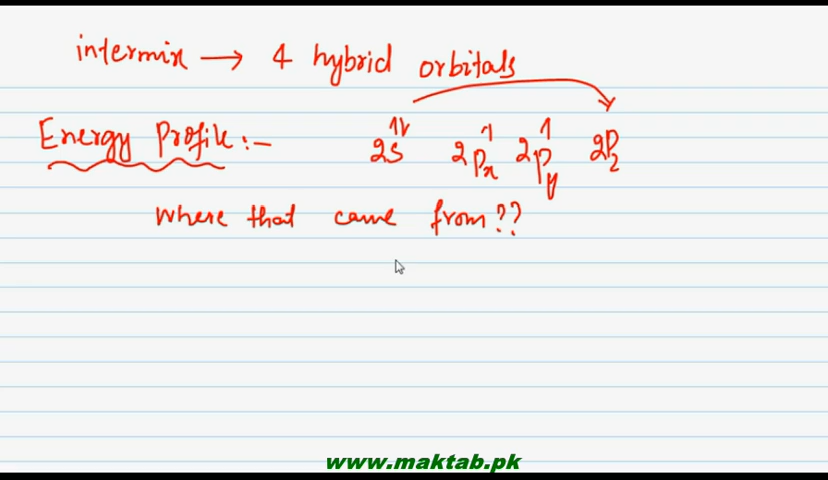 intermix → 4 hybrid orbitals
Energy Profile:- 2s 2px 2py 2pz
where that came from??
www.maktab.pk